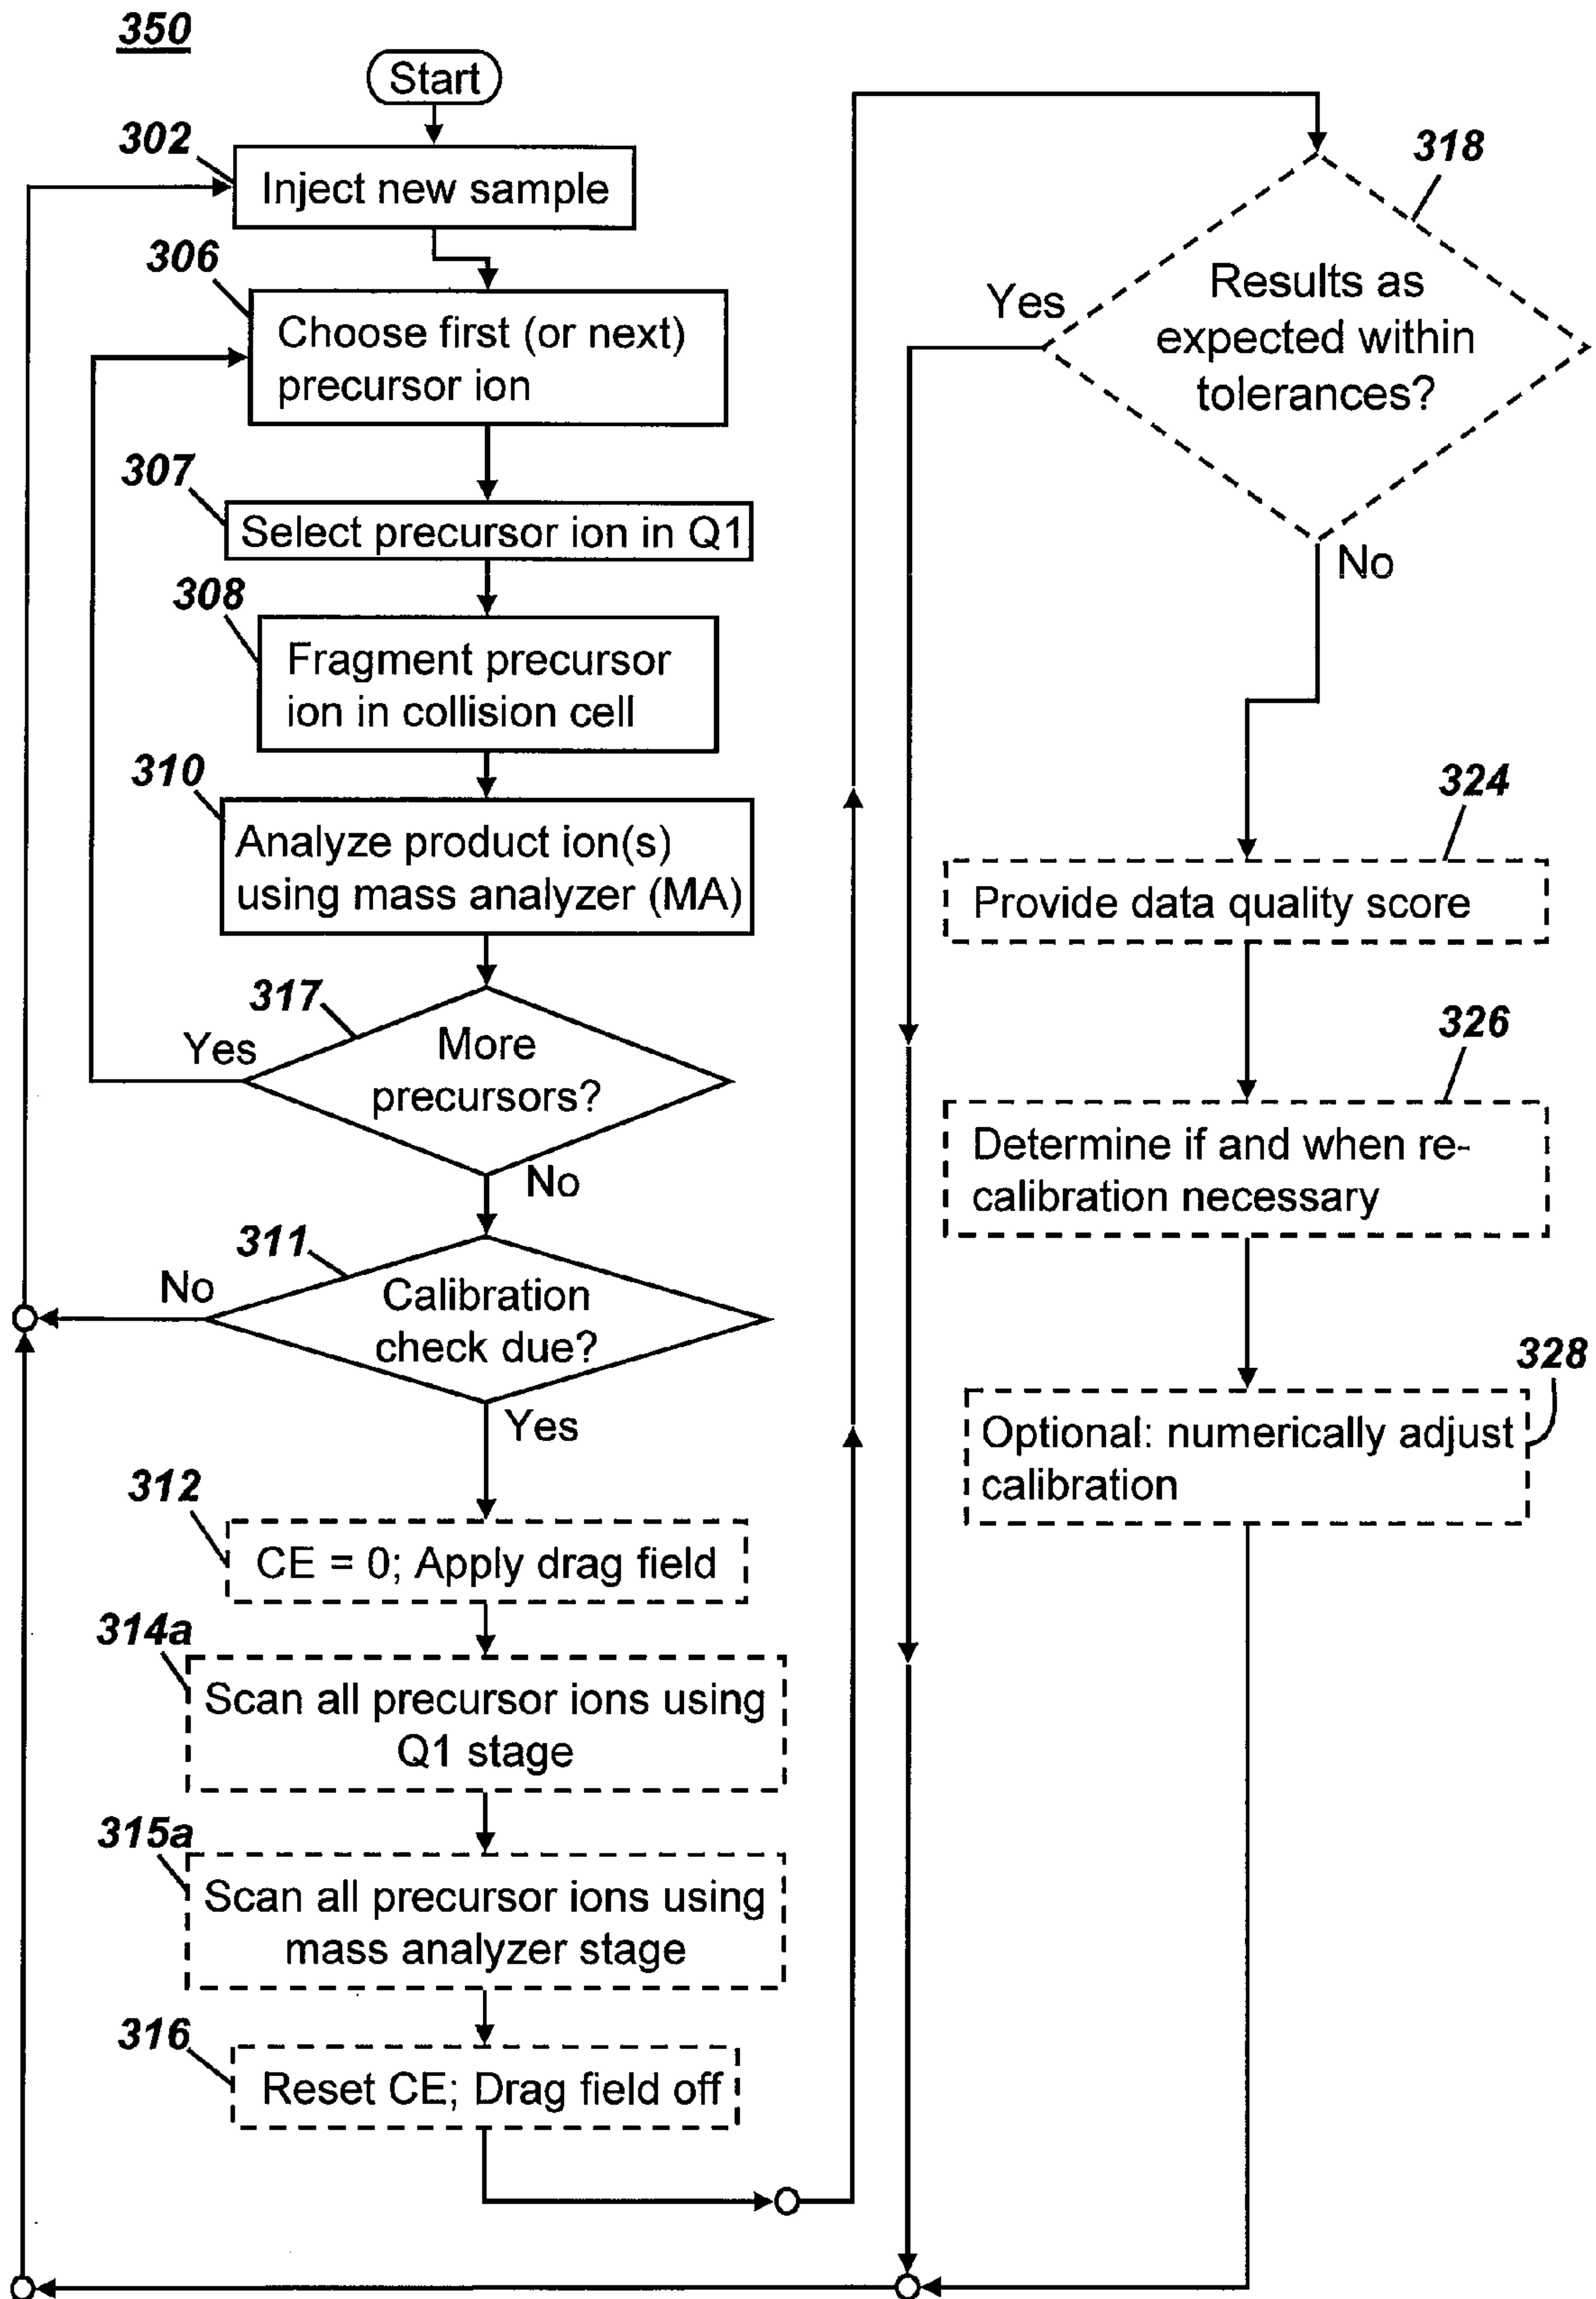 350
Start
302
Inject new sample
306
Choose first (or next)
precursor ion
307
Select precursor ion in Q1
308
Fragment precursor
ion in collision cell
310
Analyze product ion(s)
using mass analyzer (MA)
317
Yes
More
precursors?
No
311
No
Calibration
check due?
Yes
312
CE = 0; Apply drag field
314a
Scan all precursor ions using
Q1 stage
315a
Scan all precursor ions using
mass analyzer stage
316
Reset CE; Drag field off
318
Yes
Results as
expected within
tolerances?
No
324
Provide data quality score
326
Determine if and when re-
calibration necessary
328
Optional: numerically adjust
calibration